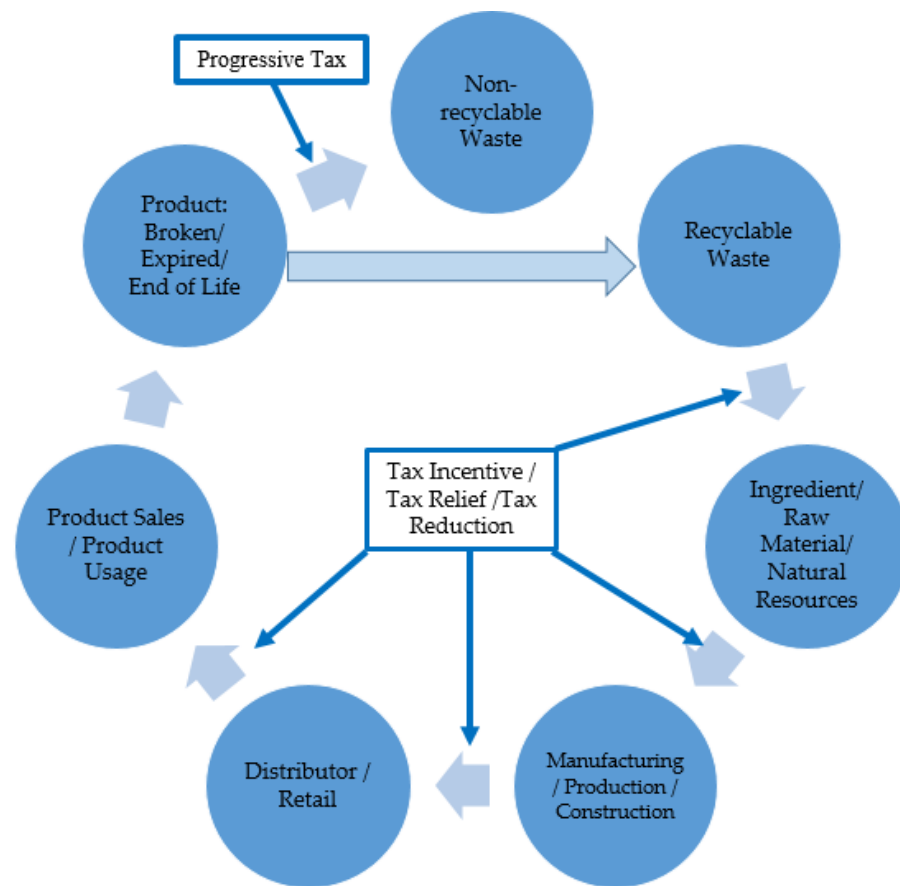 Progressive Tax
Non-
recyclable
Waste
Product:
Broken/
Expired/
End of Life
Recyclable
Waste
Tax Incentive /
Tax Relief /Tax
Reduction
Product Sales
/ Product
Usage
Ingredient/
Raw
Material/
Natural
Resources
Distributor /
Retail
Manufacturing
/ Production /
Construction